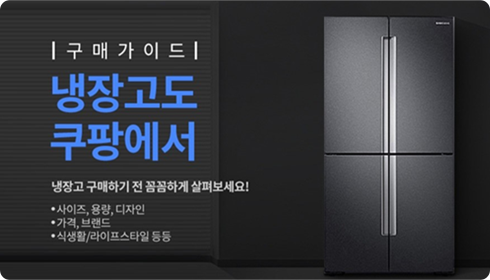 | 구매가이드 |
냉장고도
쿠팡에서
냉장고 구매하기 전 꼼꼼하게 살펴보세요!
• 사이즈, 용량, 디자인
• 가격, 브랜드
• 식생활/라이프스타일 등등